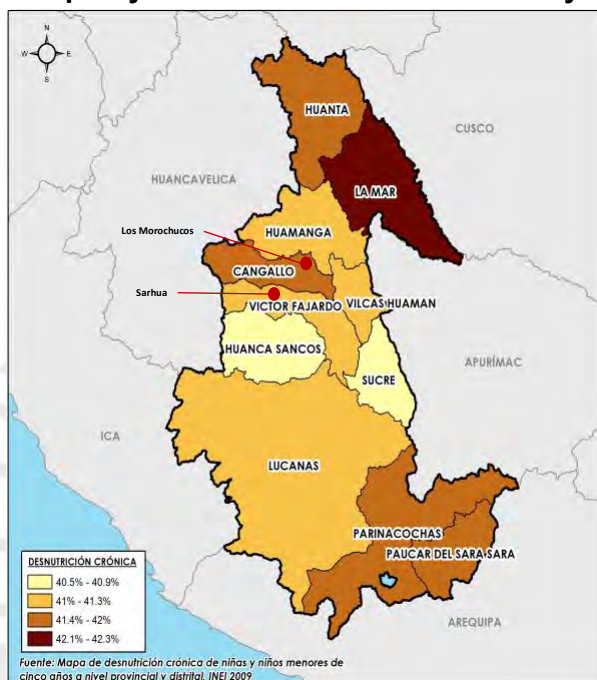 N
W E
S
HUANTA
CUSCO
HUANCAVELICA
LA MAR
Los Morochucos
HUAMANGA
CANGALLO
Sarhua
VICTOR FAJARDO
VILCAS HUAMAN
HUANCA SANCOS
APURÍMAC
SUCRE
ICA
LUCANAS
PARINACOCHAS
PAUCAR DEL SARA SARA
DESNUTRICIÓN CRÓNICA
40.5% - 40.9%
41% - 41.3%
41.4% - 42%
42.1% - 42.3%
AREQUIPA
Fuente: Mapa de desnutrición crónica de niñas y niños menores de
cinco años a nivel provincial y distrital. INEI 2009